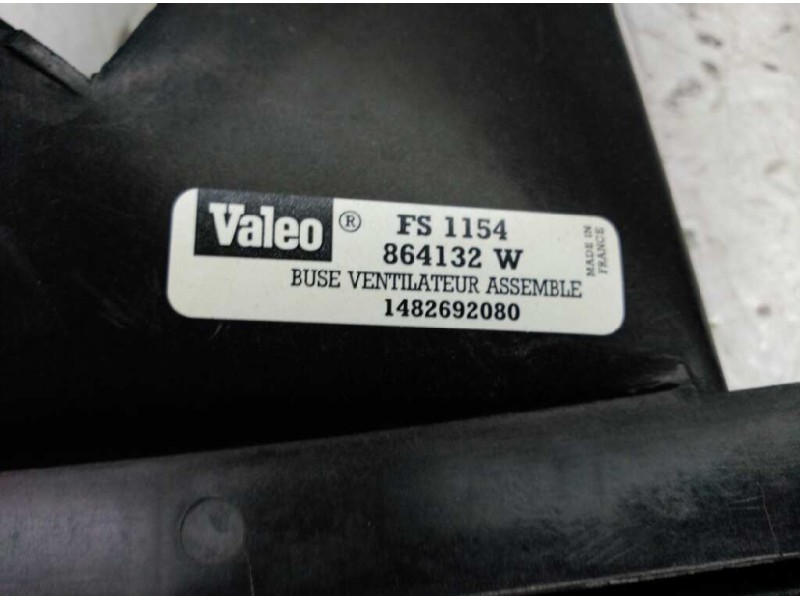 Valeo ® FS 1154
864132 W
BUSE VENTILATEUR ASSEMBLE
1482692080
MADE IN
FRANCE